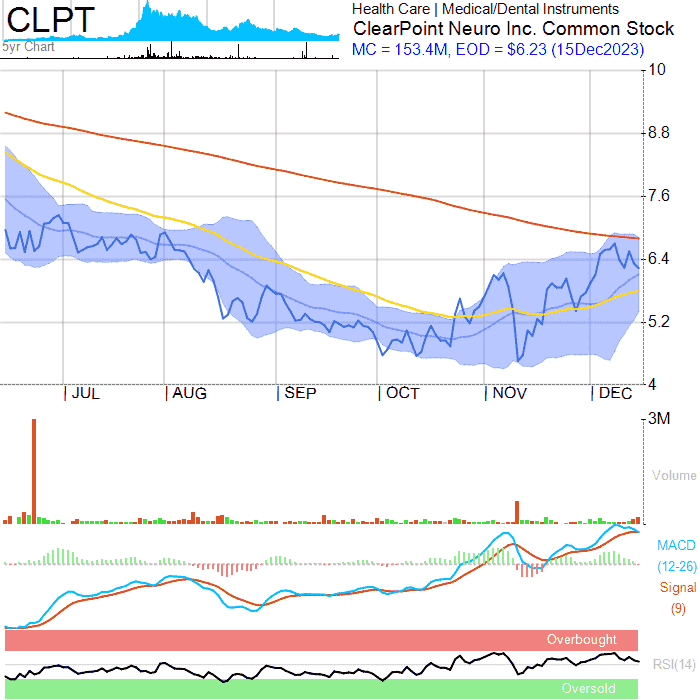 CLPT
5yr Chart
Health Care | Medical/Dental Instruments
ClearPoint Neuro Inc. Common Stock
MC = 153.4M, EOD = $6.23 (15Dec2023)
10
8.8
7.6
6.4
5.2
4
JUL AUG SEP OCT NOV DEC
3M
Volume
MACD
(12-26)
Signal
(9)
Overbought
RSI(14)
Oversold